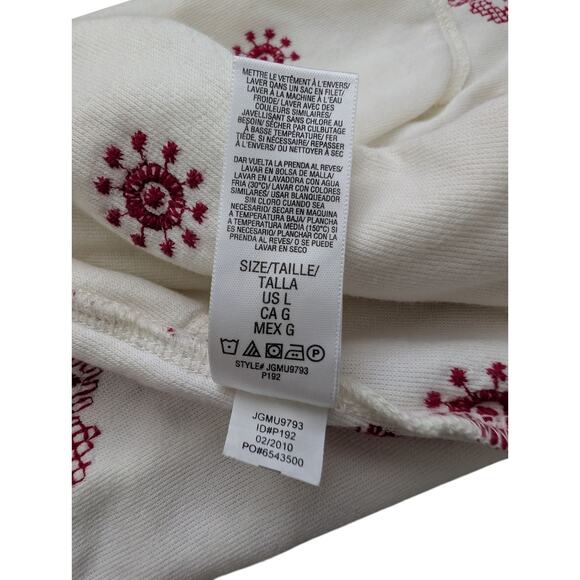 METTRE LE VETÊMENT À L'ENVERS/
LAVER DANS UN SAC EN FILET/
LAVER À LA MACHINE À L'EAU
FROIDE/ LAVER AVEC DES
COULEURS SIMILAIRES/
JAVELLISANT SANS CHLORE AU
BESOIN/ SÉCHER PAR CULBUTAGE
À BASSE TEMPÉRATURE/ FER
TIÈDE, SI NÉCESSAIRE/ REPASSER
À L'ENVERS/ OU NETTOYER À SEC
DAR VUELTA LA PRENDA AL REVES/
LAVAR EN BOLSA DE MALLA/
LAVAR EN LAVADORA CON AGUA
FRIA (30°C)/ LAVAR CON COLORES
SIMILARES/ USAR BLANQUEADOR
SIN CLORO CUANDO SEA
NECESARIO/ SECAR EN MAQUINA
A TEMPERATURA BAJA/ PLANCHA
A TEMPERATURA MEDIA (150°C) SI
ES NECESARIO/ PLANCHAR CON LA
PRENDA AL REVES/ O SE PUEDE
LAVAR EN SECO
SIZE/TAILLE/
TALLA
US L
CA G
MEX G
STYLE# JGMU9793
P192
JGMU9793
ID#P192
02/2010
PO#6543500